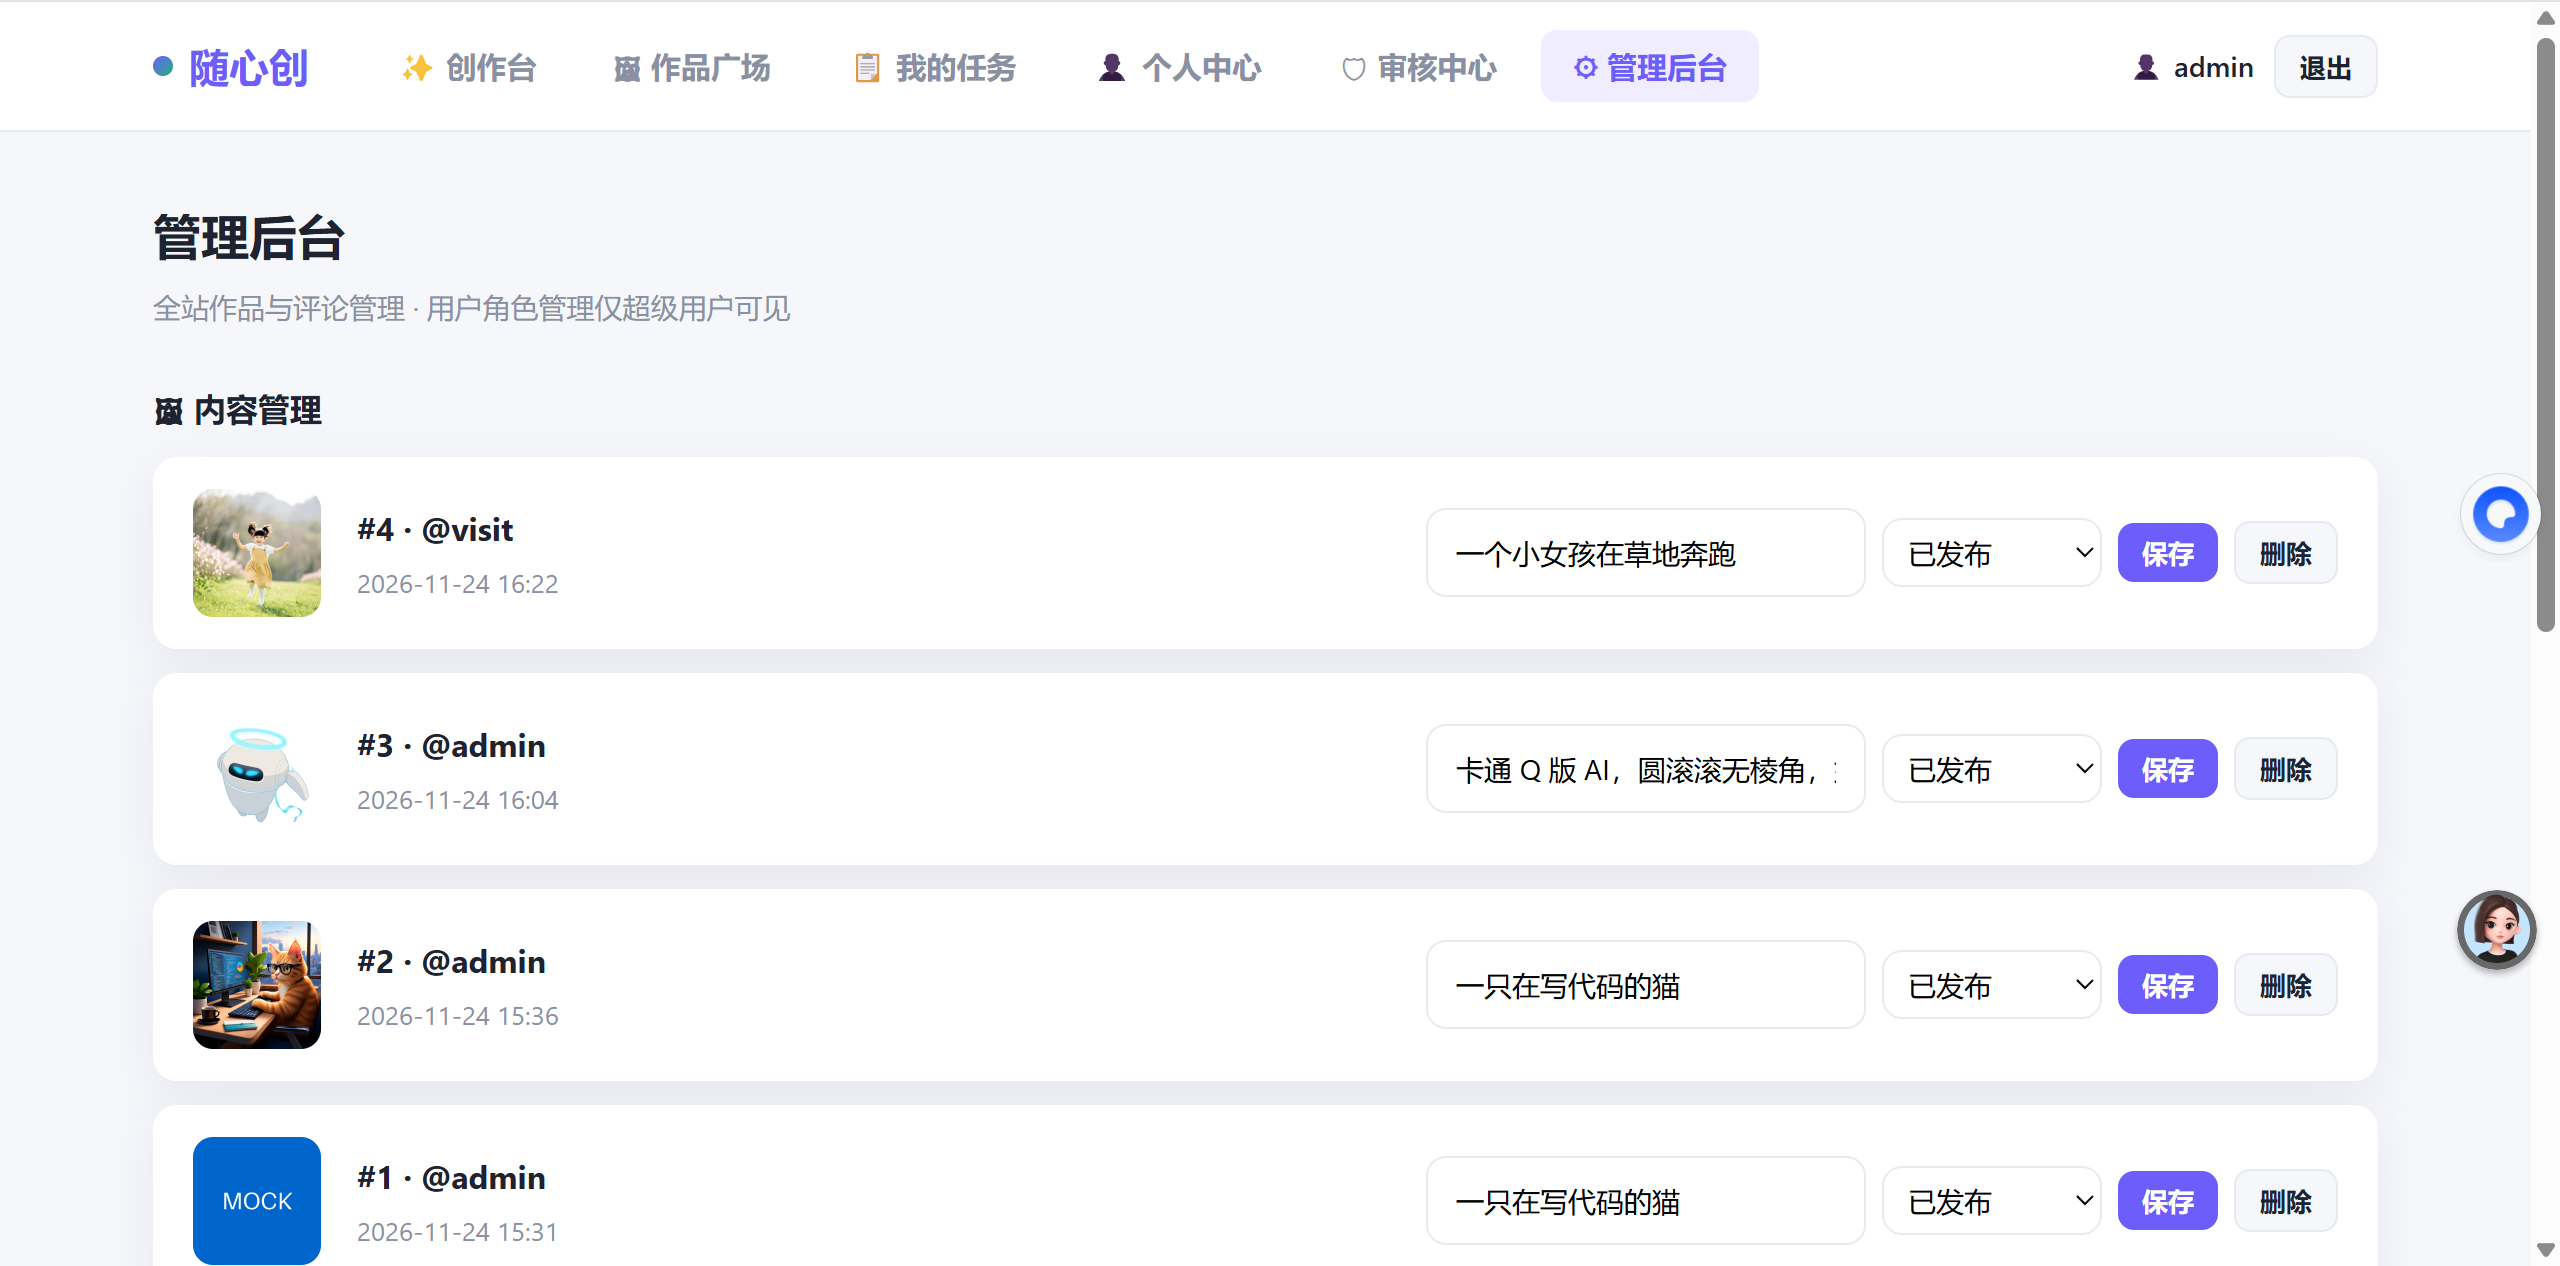 随心创
创作台
作品广场
我的任务
个人中心
审核中心
管理后台
admin
退出
管理后台
全站作品与评论管理 · 用户角色管理仅超级用户可见
内容管理
#4 · @visit
2026-11-24 16:22
一个小女孩在草地奔跑
已发布
保存
删除
#3 · @admin
2026-11-24 16:04
卡通 Q 版 AI，圆滚滚无棱角，
已发布
保存
删除
#2 · @admin
2026-11-24 15:36
一只在写代码的猫
已发布
保存
删除
MOCK
#1 · @admin
2026-11-24 15:31
一只在写代码的猫
已发布
保存
删除